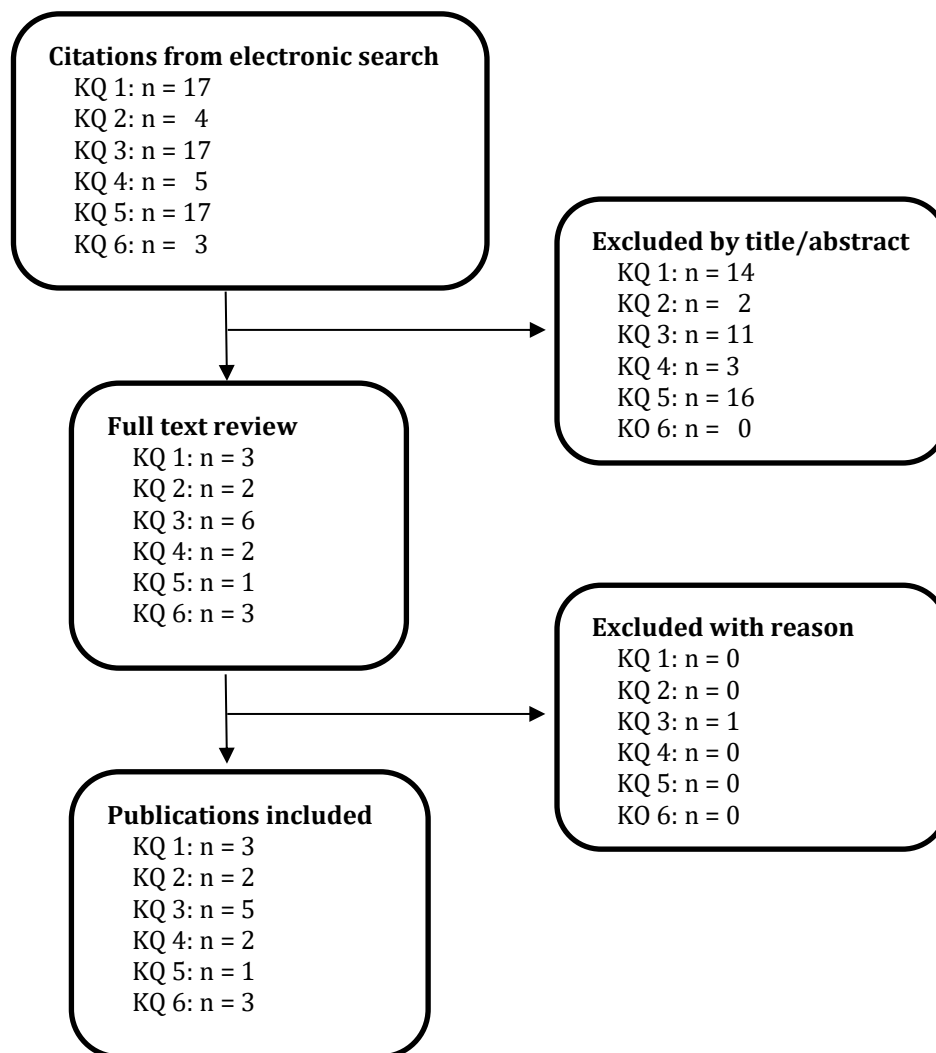 Citations from electronic search
KQ 1: n = 17
KQ 2: n = 4
KQ 3: n = 17
KQ 4: n = 5
KQ 5: n = 17
KQ 6: n = 3
Excluded by title/abstract
KQ 1: n = 14
KQ 2: n = 2
KQ 3: n = 11
KQ 4: n = 3
KQ 5: n = 16
KO 6: n = 0
Full text review
KQ 1: n = 3
KQ 2: n = 2
KQ 3: n = 6
KQ 4: n = 2
KQ 5: n = 1
KQ 6: n = 3
Excluded with reason
KQ 1: n = 0
KQ 2: n = 0
KQ 3: n = 1
KQ 4: n = 0
KQ 5: n = 0
KO 6: n = 0
Publications included
KQ 1: n = 3
KQ 2: n = 2
KQ 3: n = 5
KQ 4: n = 2
KQ 5: n = 1
KQ 6: n = 3